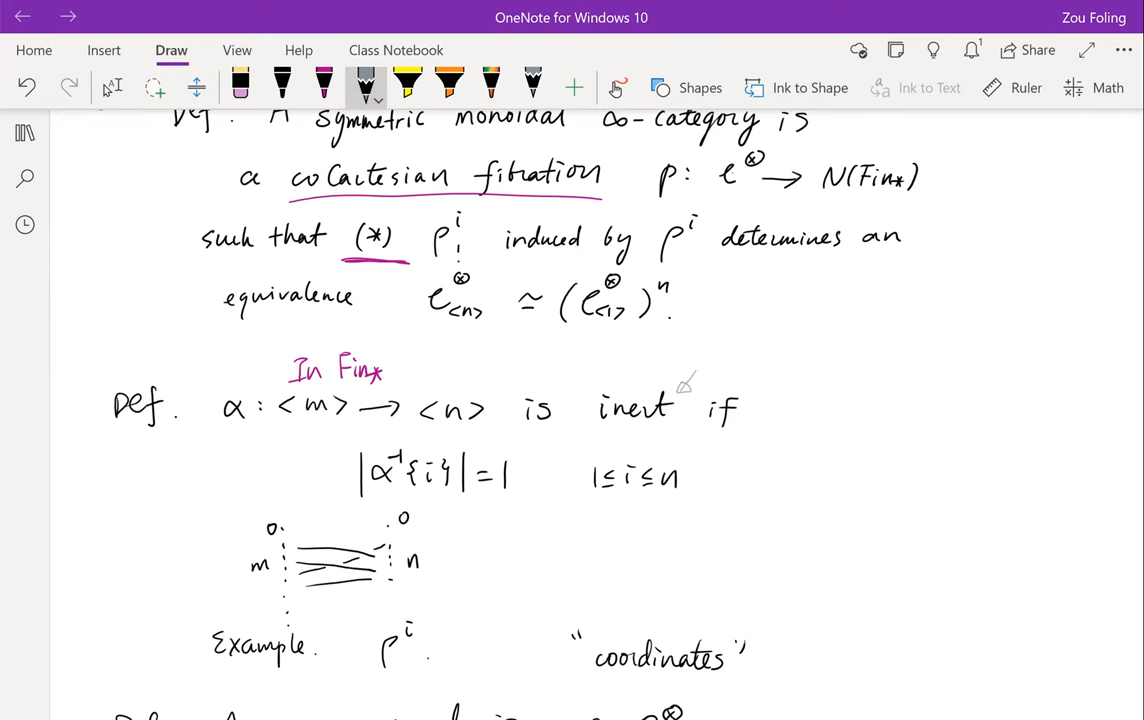 OneNote for Windows 10
Zou Foling
Home Insert Draw View Help Class Notebook
1 Share
Shapes Ink to Shape Ink to Text Ruler Math
Def. A symmetric monoidal ∞-category is
a coCartesian fibration p: C^⊗ → N(Fin*)
such that (*) ρ^i_! induced by ρ^i determines an
equivalence C^⊗_<n> ≃ (C^⊗_<1>)^n.
In Fin*
Def. α: <m> → <n> is inert if
|α^-1{i}| = 1 1≤i≤n
0 0
m n
Example. ρ^i. "coordinates"